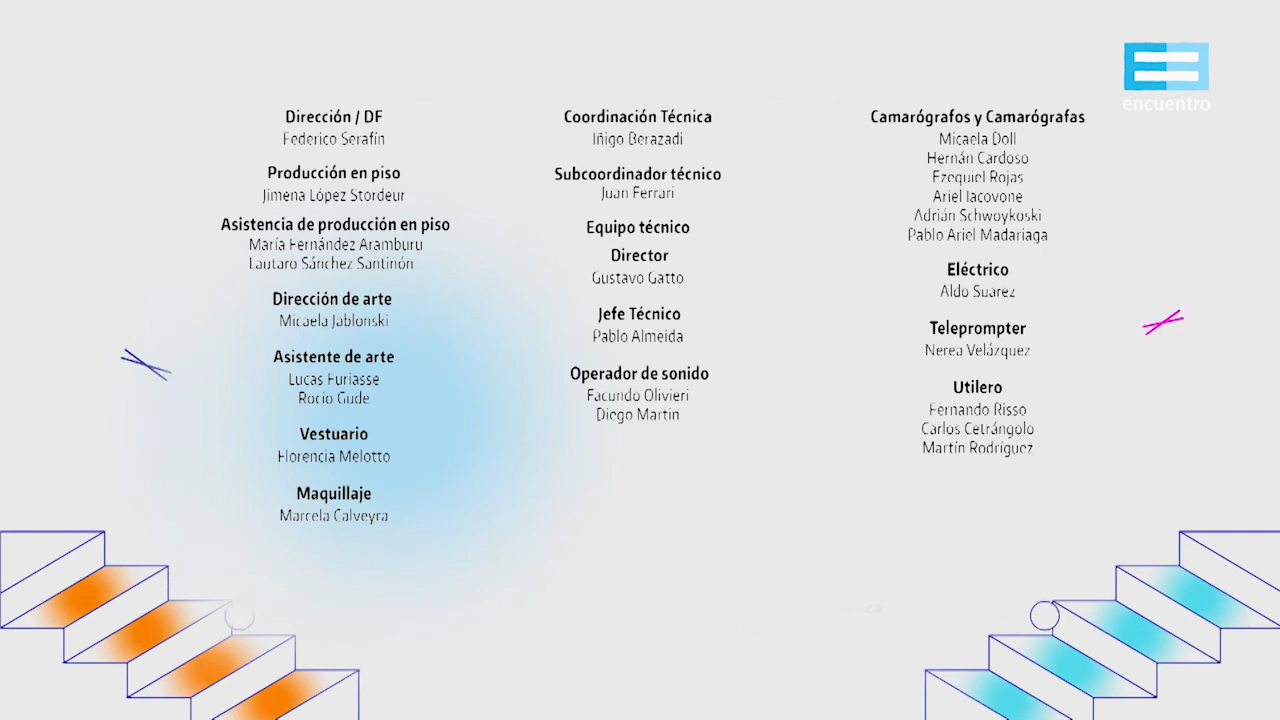 encuentro
Dirección / DF
Federico Serafín
Producción en piso
Jimena López Stordeur
Asistencia de producción en piso
María Fernández Aramburu
Lautaro Sánchez Santinón
Dirección de arte
Micaela Jablonski
Asistente de arte
Lucas Furiasse
Rocío Gude
Vestuario
Florencia Melotto
Maquillaje
Marcela Calveyra
Coordinación Técnica
Iñigo Berazadi
Subcoordinador técnico
Juan Ferrari
Equipo técnico
Director
Gustavo Gatto
Jefe Técnico
Pablo Almeida
Operador de sonido
Facundo Olivieri
Diego Martin
Camarógrafos y Camarógrafas
Micaela Doll
Hernán Cardoso
Ezequiel Rojas
Ariel Iacovone
Adrián Schwoykoski
Pablo Ariel Madariaga
Eléctrico
Aldo Suárez
Teleprompter
Nerea Velázquez
Utilero
Fernando Risso
Carlos Cetrángolo
Martín Rodríguez